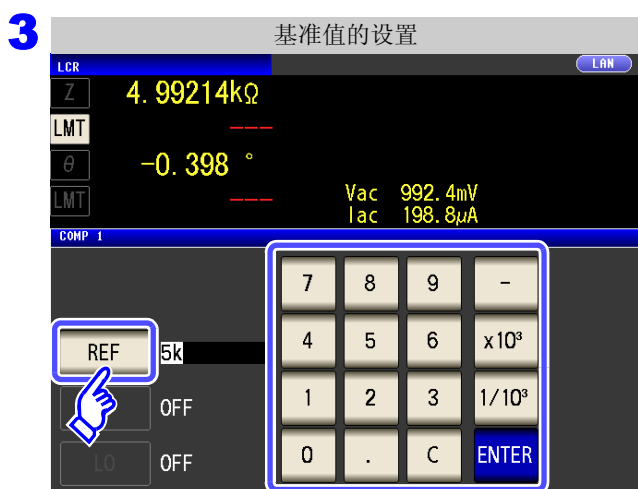 3
基准值的设置
LCR
LAN
Z 4.99214kΩ
LMT ---
θ -0.398 °
LMT ---
Vac 992.4mV
Iac 198.8μA
COMP 1
7 8 9 -
4 5 6 x10³
REF 5k
1 2 3 1/10³
OFF
0 . C ENTER
LO OFF